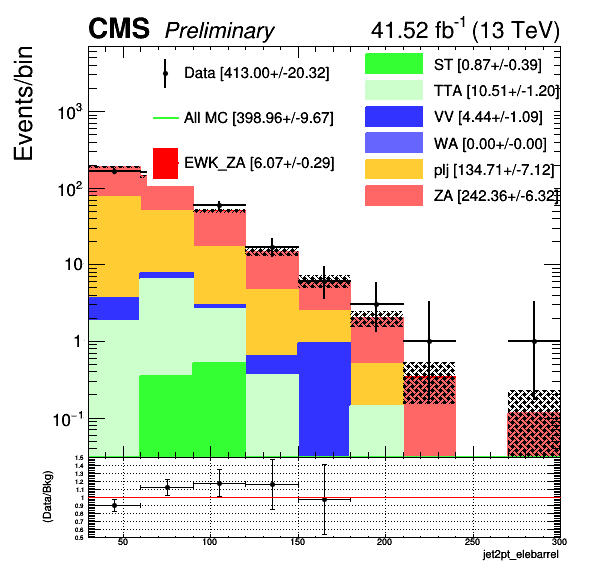 CMS Preliminary 41.52 fb⁻¹ (13 TeV)
Events/bin
Data [413.00+/-20.32]
All MC [398.96+/-9.67]
EWK_ZA [6.07+/-0.29]
ST [0.87+/-0.39]
TTA [10.51+/-1.20]
VV [4.44+/-1.09]
WA [0.00+/-0.00]
plj [134.71+/-7.12]
ZA [242.36+/-6.32]
10³
10²
10
1
10⁻¹
(Data/Bkg)
1.5
1.4
1.3
1.2
1.1
1
0.9
0.8
0.7
0.6
0.5
50 100 150 200 250 300
jet2pt_elebarrel